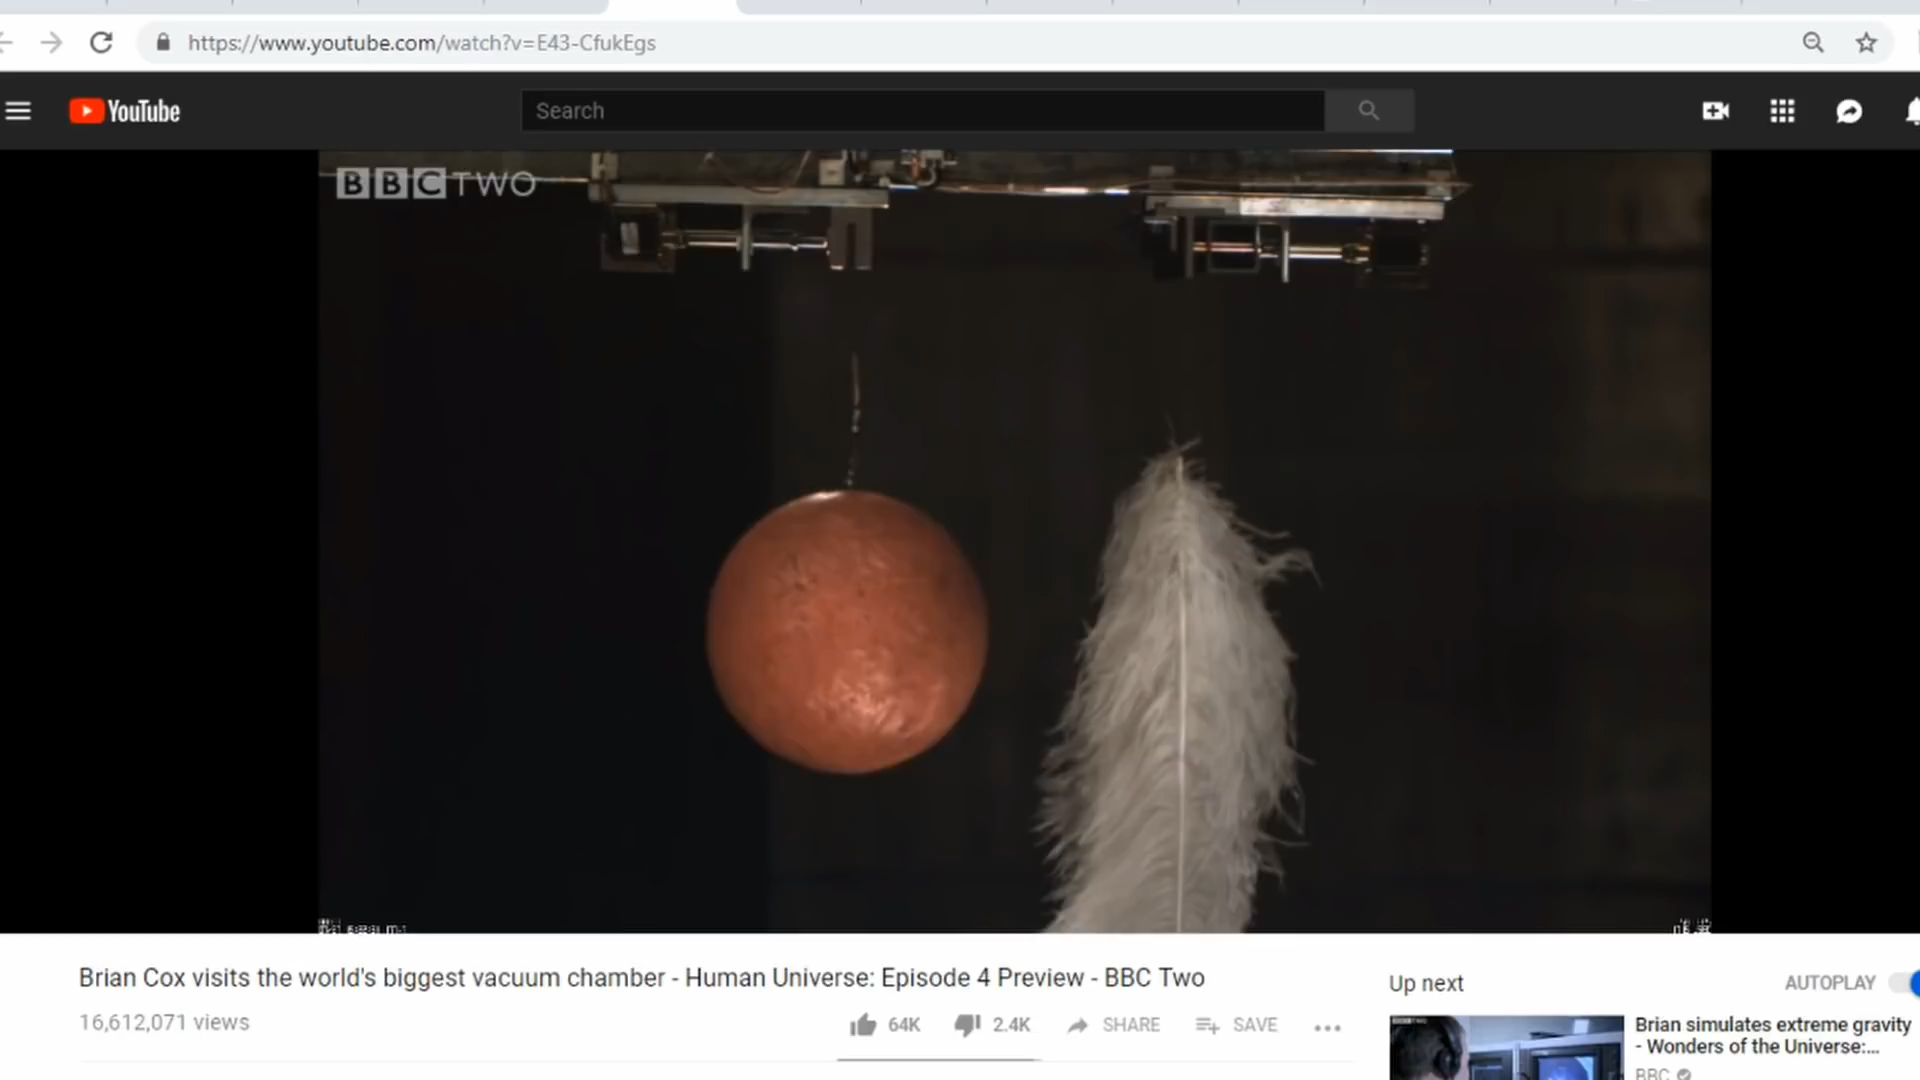 https://www.youtube.com/watch?v=E43-CfukEgs
YouTube
Search
BBC TWO
Brian Cox visits the world's biggest vacuum chamber - Human Universe: Episode 4 Preview - BBC Two
16,612,071 views
64K
2.4K
SHARE
SAVE
Up next
AUTOPLAY
Brian simulates extreme gravity
- Wonders of the Universe:...
BBC